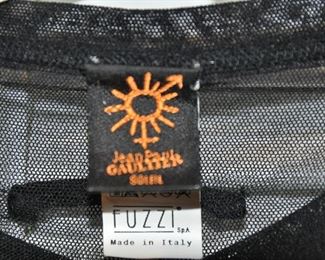 Jean Paul
GAULTIER
SOLEIL
FUZZI
SpA
Made in Italy